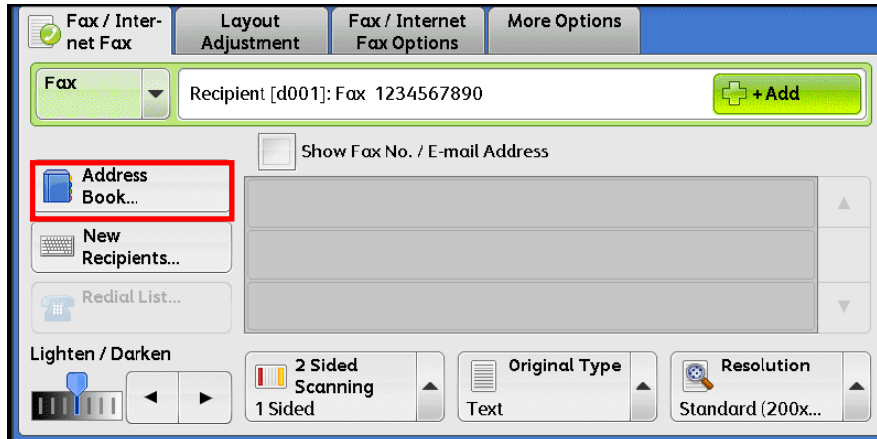 Fax / Inter-
net Fax
Layout
Adjustment
Fax / Internet
Fax Options
More Options
Fax
Recipient [d001]: Fax 1234567890
+Add
Show Fax No. / E-mail Address
Address
Book...
New
Recipients...
Redial List...
Lighten / Darken
2 Sided
Scanning
1 Sided
Original Type
Text
Resolution
Standard (200x...